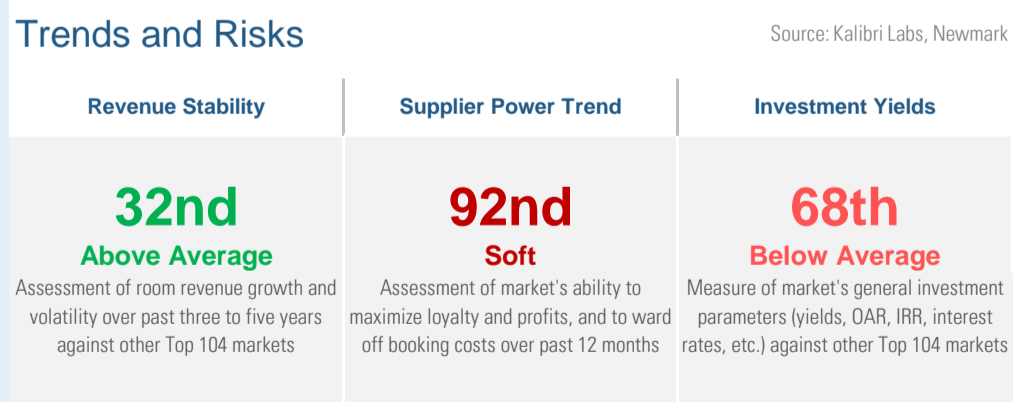 Trends and Risks
Source: Kalibri Labs, Newmark
Revenue Stability
Supplier Power Trend
Investment Yields
32nd
Above Average
Assessment of room revenue growth and
volatility over past three to five years
against other Top 104 markets
92nd
Soft
Assessment of market's ability to
maximize loyalty and profits, and to ward
off booking costs over past 12 months
68th
Below Average
Measure of market's general investment
parameters (yields, OAR, IRR, interest
rates, etc.) against other Top 104 markets